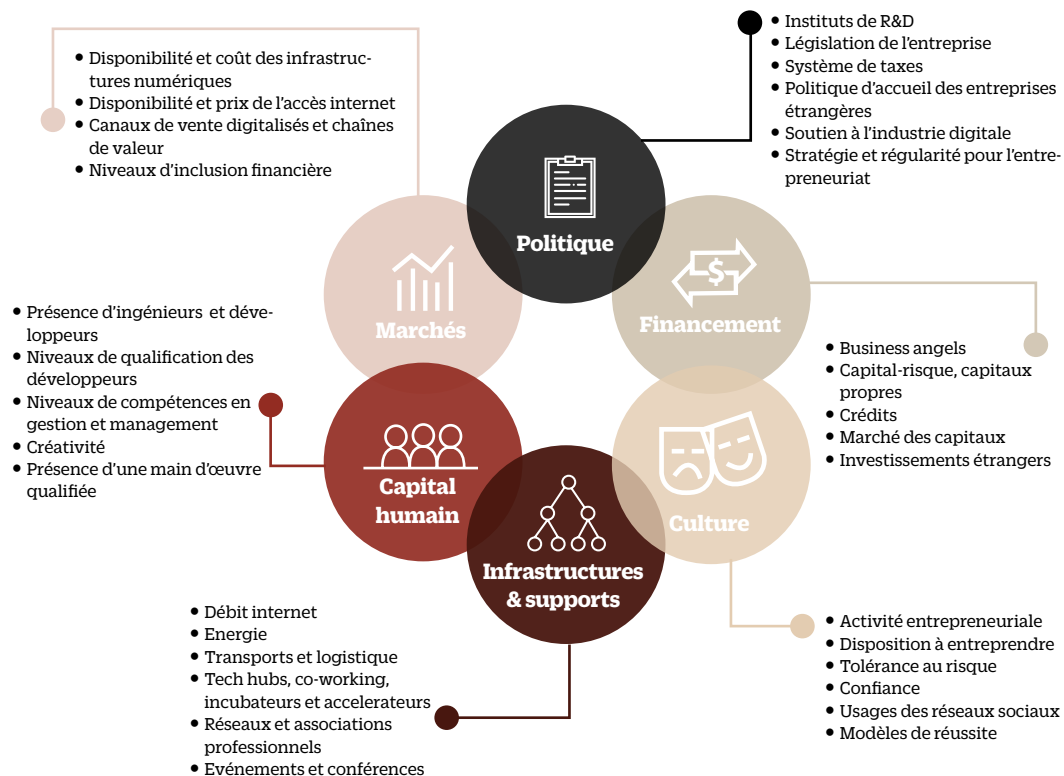 • Instituts de R&D
• Législation de l'entreprise
• Système de taxes
• Politique d'accueil des entreprises
étrangères
• Soutien à l'industrie digitale
• Stratégie et régularité pour l'entre-
preneuriat
• Disponibilité et coût des infrastruc-
tures numériques
• Disponibilité et prix de l'accès internet
• Canaux de vente digitalisés et chaînes
de valeur
• Niveaux d'inclusion financière
Politique
$
Marchés
Financement
• Présence d'ingénieurs et déve-
loppeurs
• Niveaux de qualification des
développeurs
• Niveaux de compétences en
gestion et management
• Créativité
• Présence d'une main d'œuvre
qualifiée
• Business angels
• Capital-risque, capitaux
propres
• Crédits
• Marché des capitaux
• Investissements étrangers
Capital
humain
Culture
Infrastructures
& supports
• Débit internet
• Energie
• Transports et logistique
• Tech hubs, co-working,
incubateurs et accelerateurs
• Réseaux et associations
professionnels
• Evénements et conférences
• Activité entrepreneuriale
• Disposition à entreprendre
• Tolérance au risque
• Confiance
• Usages des réseaux sociaux
• Modèles de réussite